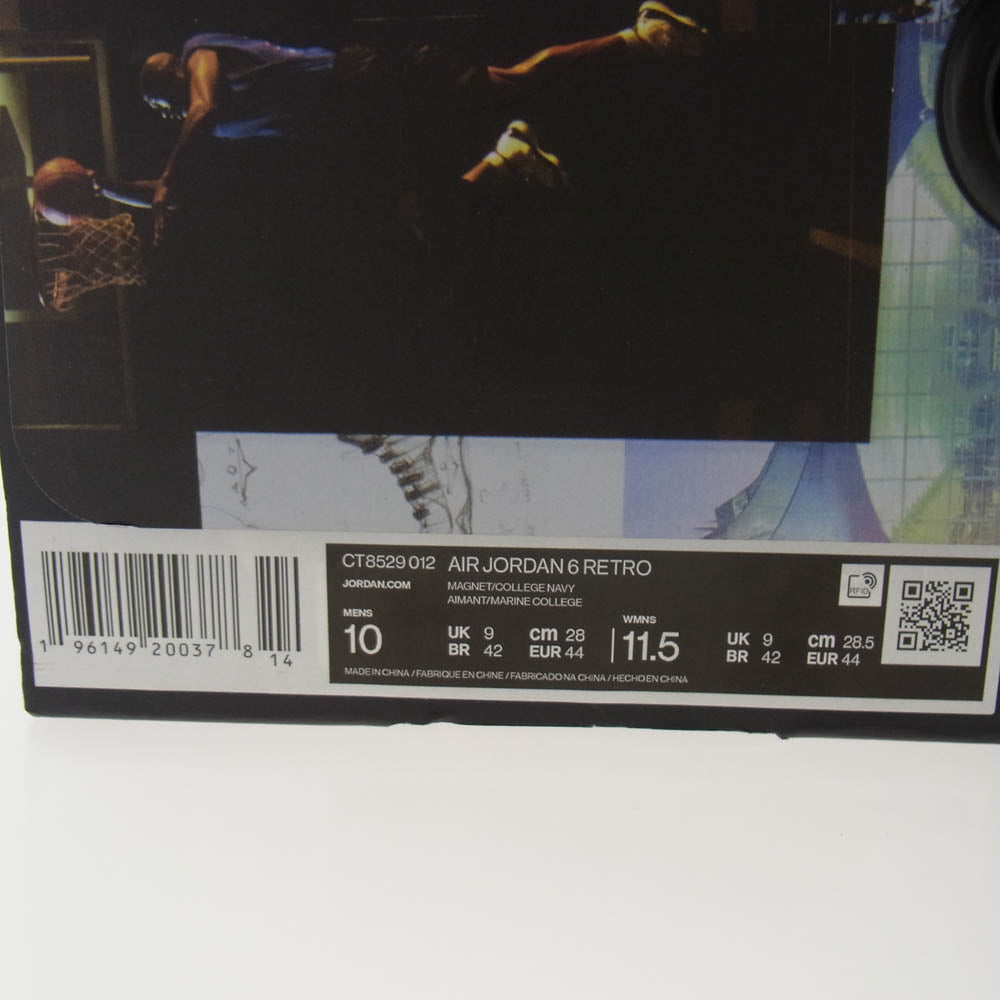 CT8529 012 AIR JORDAN 6 RETRO
JORDAN.COM
MAGNET/COLLEGE NAVY
AIMANT/MARINE COLLEGE
RFID
MENS
10
UK 9 cm 28
BR 42 EUR 44
WMNS
11.5
UK 9 cm 28.5
BR 42 EUR 44
MADE IN CHINA / FABRIQUE EN CHINE / FABRICADO NA CHINA / HECHO EN CHINA
1 96149 20037 8 14